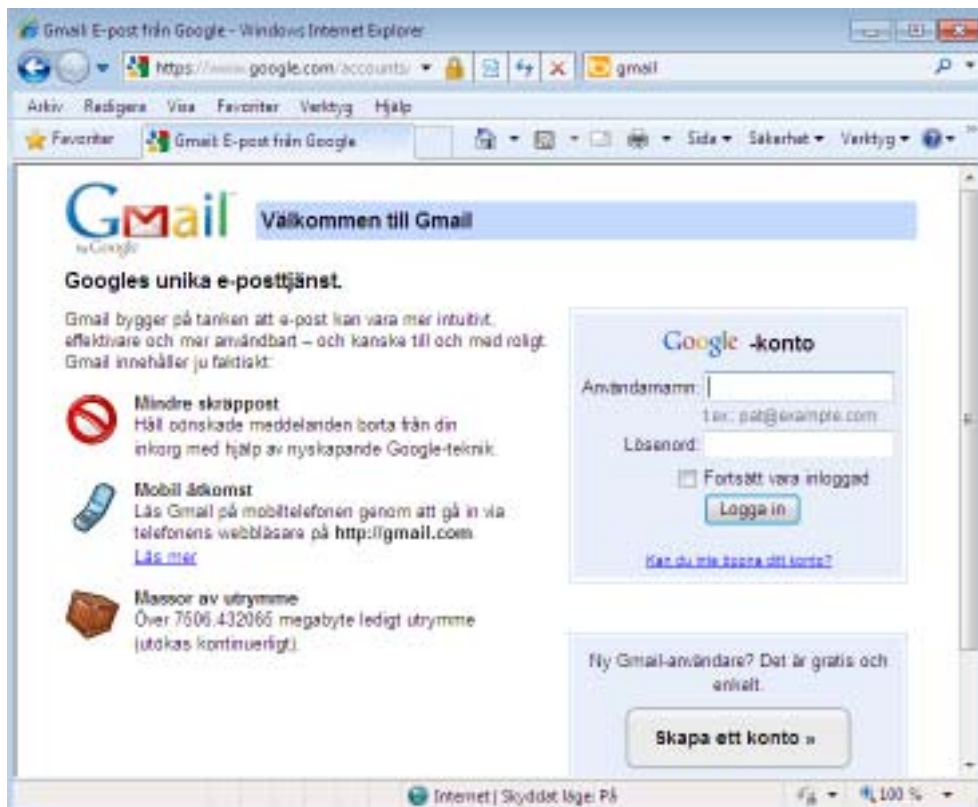 Gmail: E-post från Google - Windows Internet Explorer
https://www.google.com/accounts/
gmail
Arkiv Redigera Visa Favoriter Verktyg Hjälp
Favoriter
Gmail: E-post från Google
Sida Säkerhet Verktyg
Gmail
by Google
Välkommen till Gmail
Googles unika e-posttjänst.
Gmail bygger på tanken att e-post kan vara mer intuitivt,
effektivare och mer användbart – och kanske till och med roligt.
Gmail innehåller ju faktiskt:
Mindre skräppost
Håll oönskade meddelanden borta från din
inkorg med hjälp av nyskapande Google-teknik.
Mobil åtkomst
Läs Gmail på mobiltelefonen genom att gå in via
telefonens webbläsare på http://gmail.com
Läs mer
Massor av utrymme
Över 7506.432065 megabyte ledigt utrymme
(utökas kontinuerligt).
Google -konto
Användarnamn:
t.ex.: pat@example.com
Lösenord:
Fortsätt vara inloggad
Logga in
Kan du inte öppna ditt konto?
Ny Gmail-användare? Det är gratis och
enkelt.
Skapa ett konto »
Internet | Skyddat läge: På
100 %